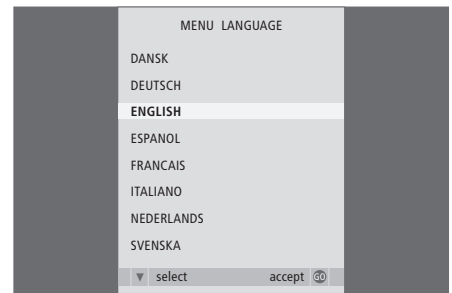 MENU LANGUAGE
DANSK
DEUTSCH
ENGLISH
ESPANOL
FRANCAIS
ITALIANO
NEDERLANDS
SVENSKA
▼ select accept GO